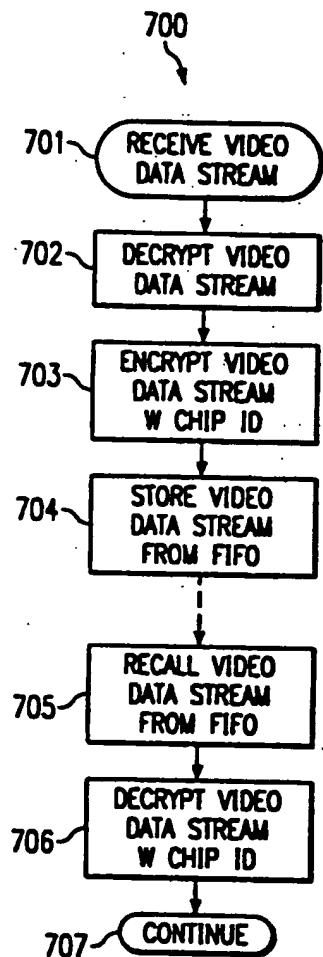 700
701
RECEIVE VIDEO
DATA STREAM
702
DECRYPT VIDEO
DATA STREAM
703
ENCRYPT VIDEO
DATA STREAM
W CHIP ID
704
STORE VIDEO
DATA STREAM
FROM FIFO
705
RECALL VIDEO
DATA STREAM
FROM FIFO
706
DECRYPT VIDEO
DATA STREAM
W CHIP ID
707
CONTINUE